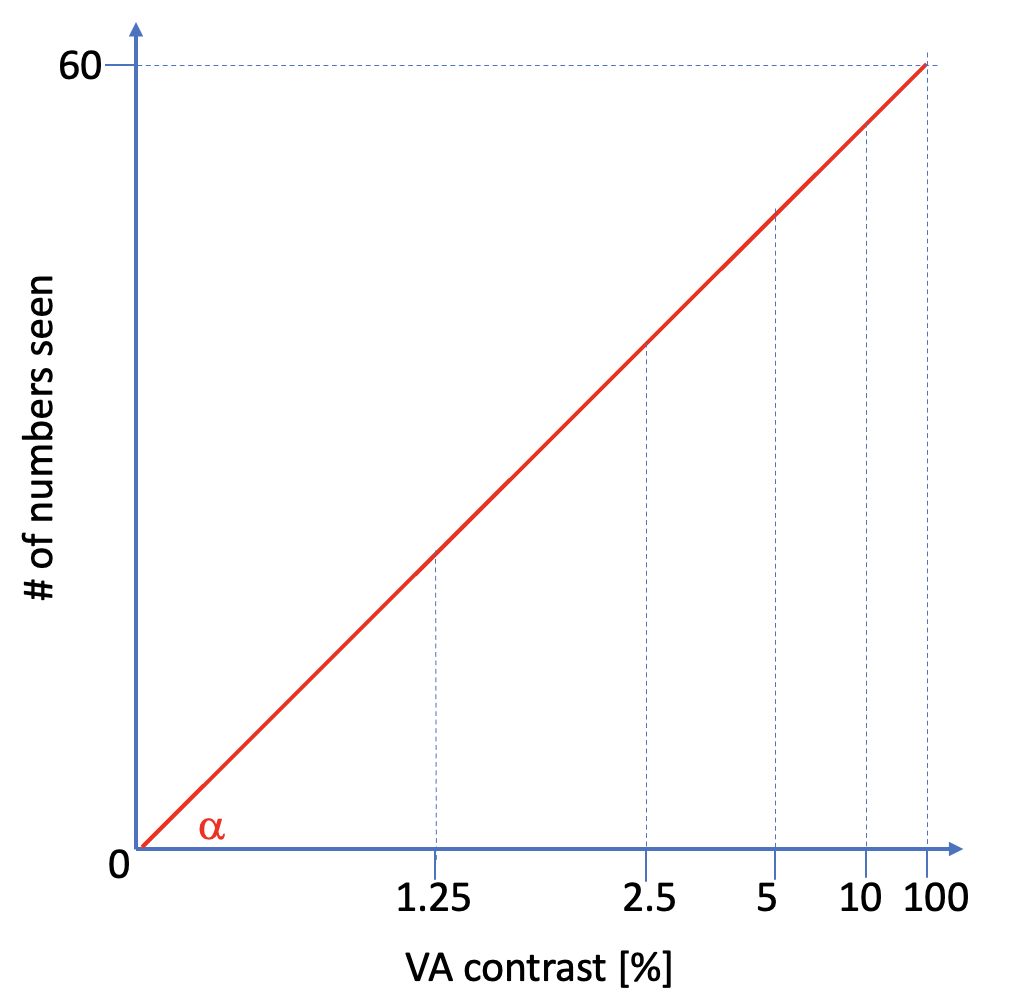 60
# of numbers seen
α
0
1.25 2.5 5 10 100
VA contrast [%]